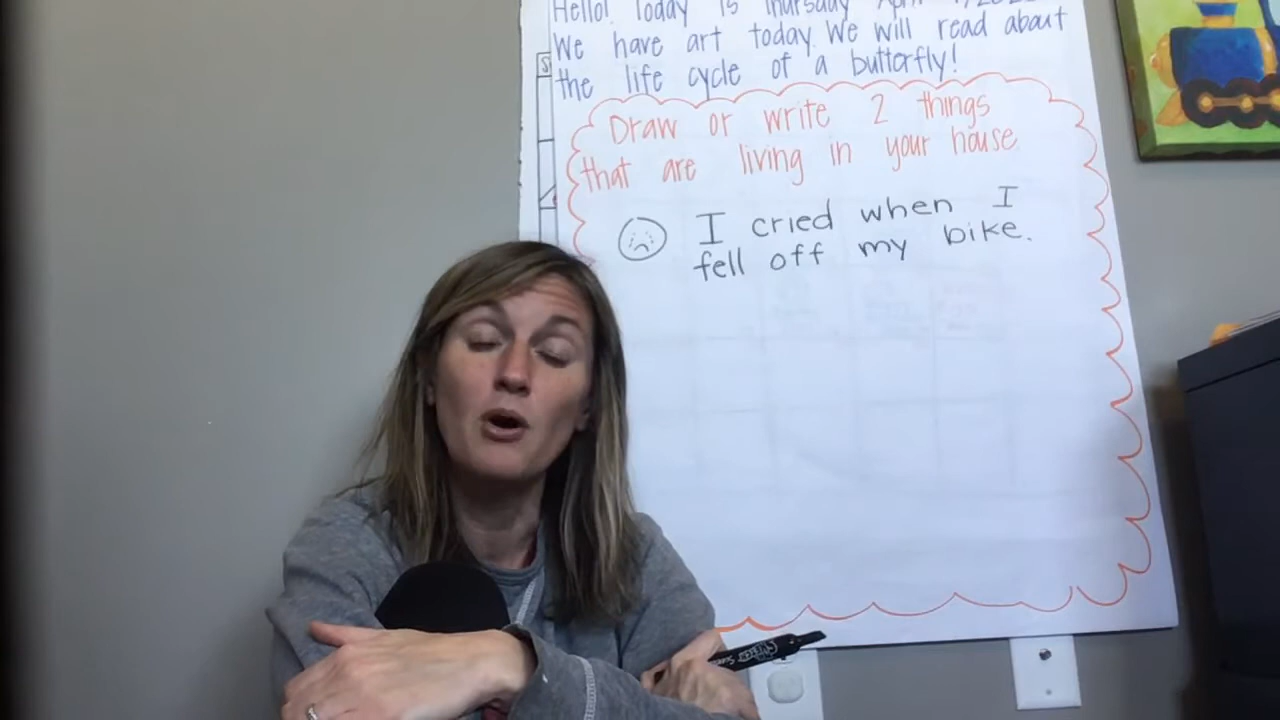 Hello! Today is Thursday April
We have art today. We will read about
the life cycle of a butterfly!
Draw or write 2 things
that are living in your house.
I cried when I
fell off my bike.